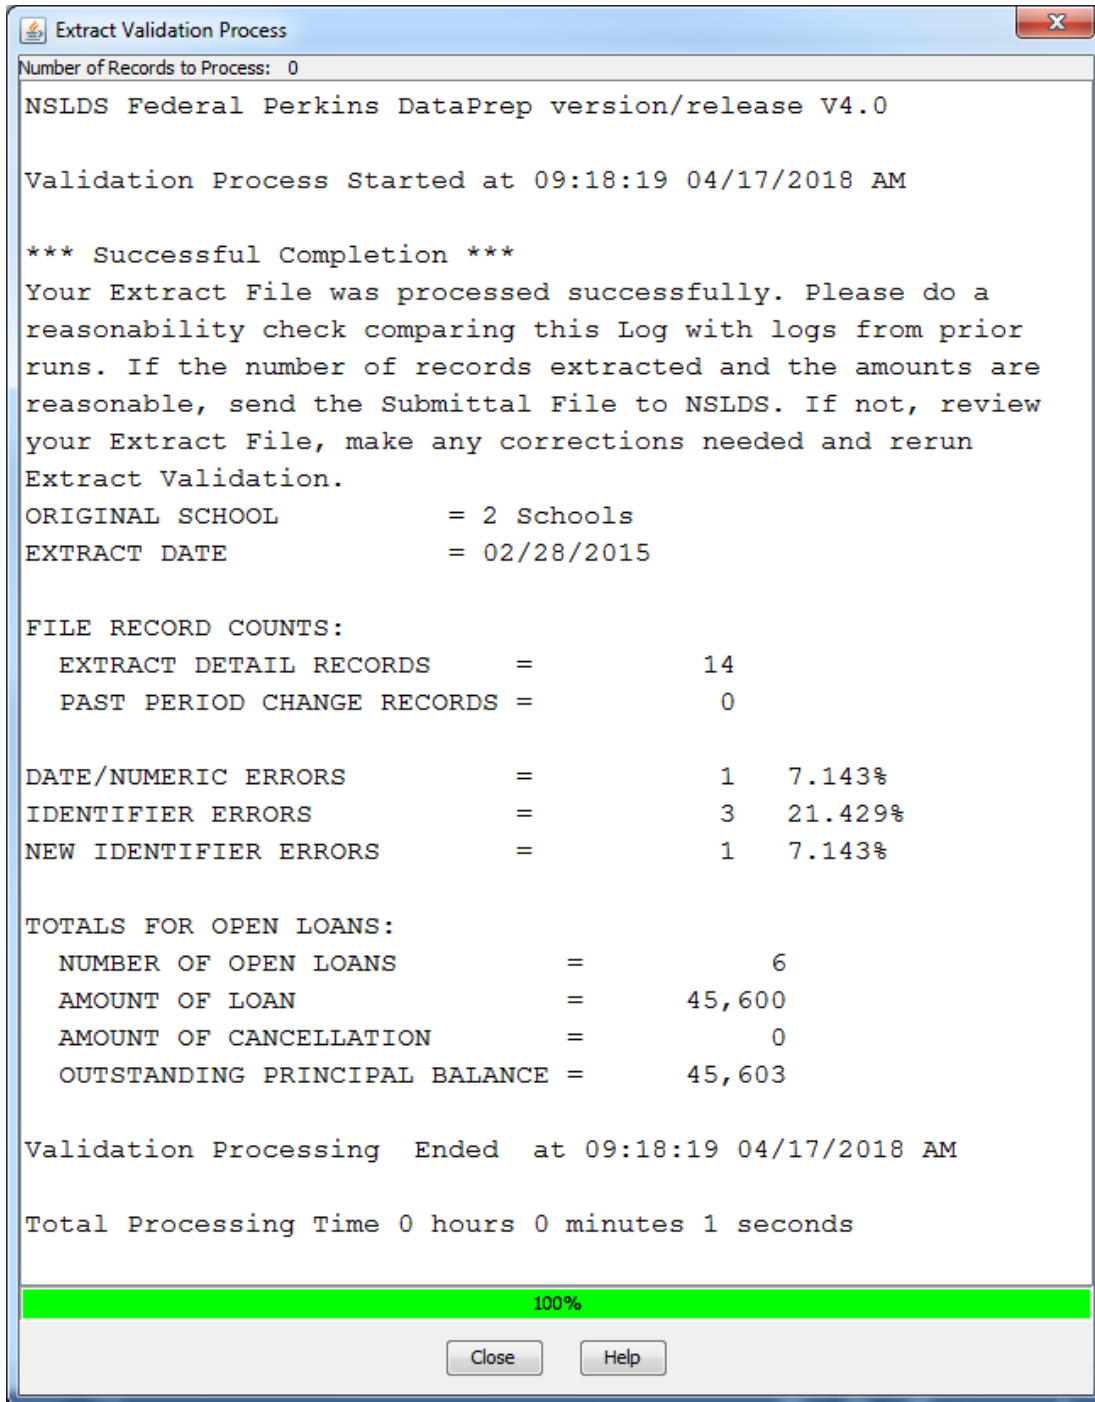 Extract Validation Process
Number of Records to Process: 0
NSLDS Federal Perkins DataPrep version/release V4.0
Validation Process Started at 09:18:19 04/17/2018 AM
*** Successful Completion ***
Your Extract File was processed successfully. Please do a
reasonability check comparing this Log with logs from prior
runs. If the number of records extracted and the amounts are
reasonable, send the Submittal File to NSLDS. If not, review
your Extract File, make any corrections needed and rerun
Extract Validation.
ORIGINAL SCHOOL = 2 Schools
EXTRACT DATE = 02/28/2015
FILE RECORD COUNTS:
EXTRACT DETAIL RECORDS = 14
PAST PERIOD CHANGE RECORDS = 0
DATE/NUMERIC ERRORS = 1 7.143%
IDENTIFIER ERRORS = 3 21.429%
NEW IDENTIFIER ERRORS = 1 7.143%
TOTALS FOR OPEN LOANS:
NUMBER OF OPEN LOANS = 6
AMOUNT OF LOAN = 45,600
AMOUNT OF CANCELLATION = 0
OUTSTANDING PRINCIPAL BALANCE = 45,603
Validation Processing Ended at 09:18:19 04/17/2018 AM
Total Processing Time 0 hours 0 minutes 1 seconds
100%
Close Help